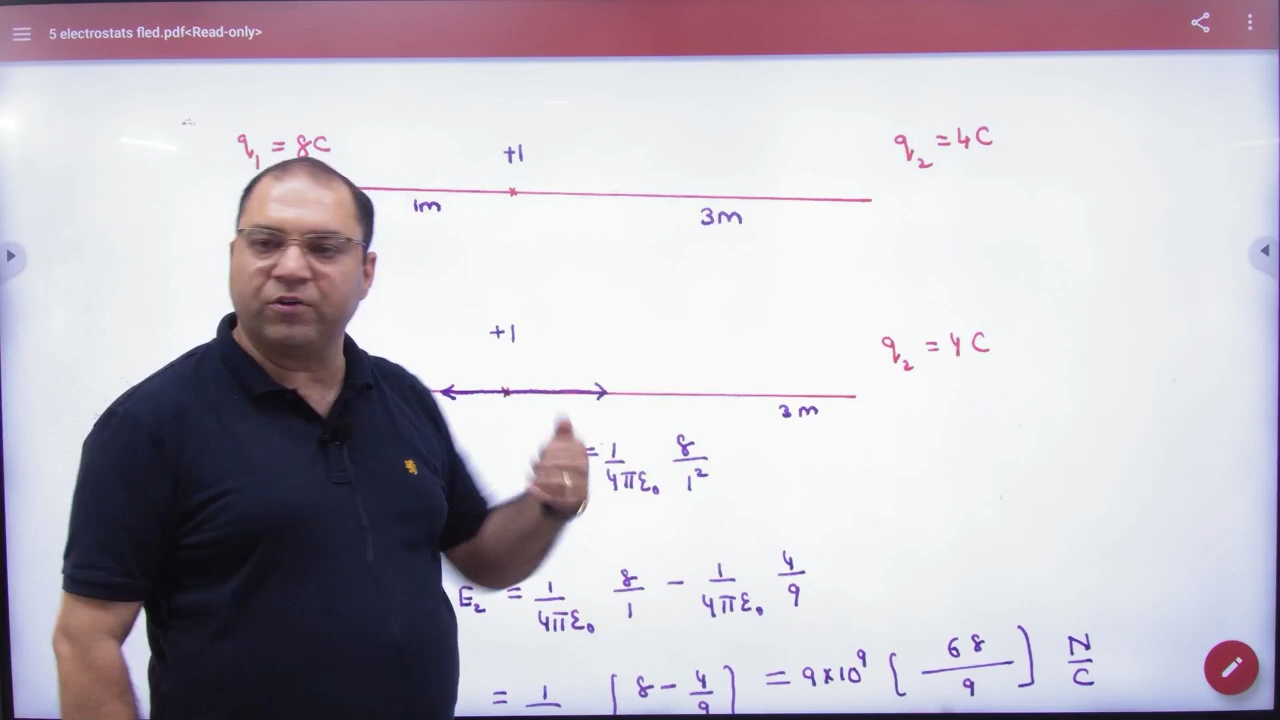 5 electrostats fled.pdf<Read-only>
q₁ = 8C
+1
q₂ = 4C
1m
3m
+1
q₂ = 4C
3m
= 1/4πε₀ 8/1²
E₂ = 1/4πε₀ 8/1 - 1/4πε₀ 4/9
= 1 [8 - 4/9] = 9×10⁹ [68/9] N/C